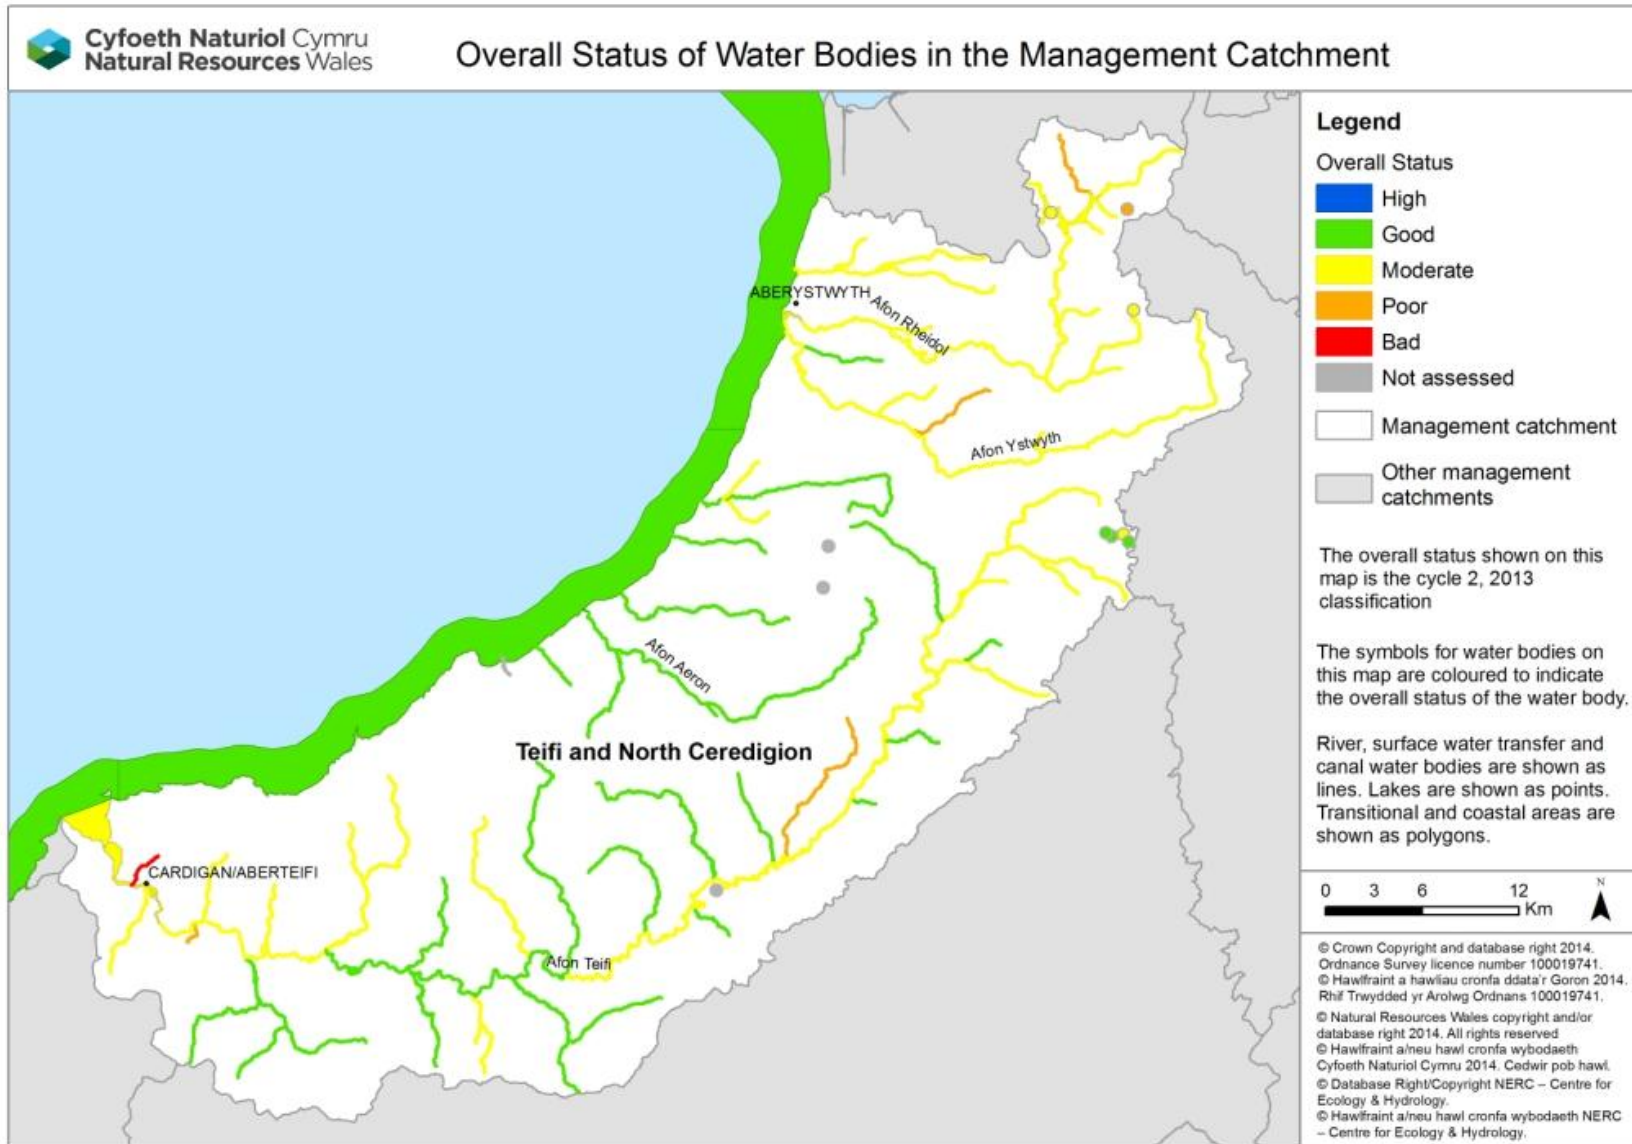 Cyfoeth Naturiol Cymru
Natural Resources Wales
Overall Status of Water Bodies in the Management Catchment
ABERYSTWYTH
Afon Rheidol
Afon Ystwyth
Afon Aeron
Teifi and North Ceredigion
CARDIGAN/ABERTEIFI
Afon Teifi
Legend
Overall Status
High
Good
Moderate
Poor
Bad
Not assessed
Management catchment
Other management
catchments
The overall status shown on this
map is the cycle 2, 2013
classification
The symbols for water bodies on
this map are coloured to indicate
the overall status of the water body.
River, surface water transfer and
canal water bodies are shown as
lines. Lakes are shown as points.
Transitional and coastal areas are
shown as polygons.
0 3 6 12
Km
N
© Crown Copyright and database right 2014.
Ordnance Survey licence number 100019741.
© Hawlfraint a hawliau cronfa ddata'r Goron 2014.
Rhif Trwydded yr Arolwg Ordnans 100019741.
© Natural Resources Wales copyright and/or
database right 2014. All rights reserved
© Hawlfraint a/neu hawl cronfa wybodaeth
Cyfoeth Naturiol Cymru 2014. Cedwir pob hawl.
© Database Right/Copyright NERC – Centre for
Ecology & Hydrology.
© Hawlfraint a/neu hawl cronfa wybodaeth NERC
– Centre for Ecology & Hydrology.